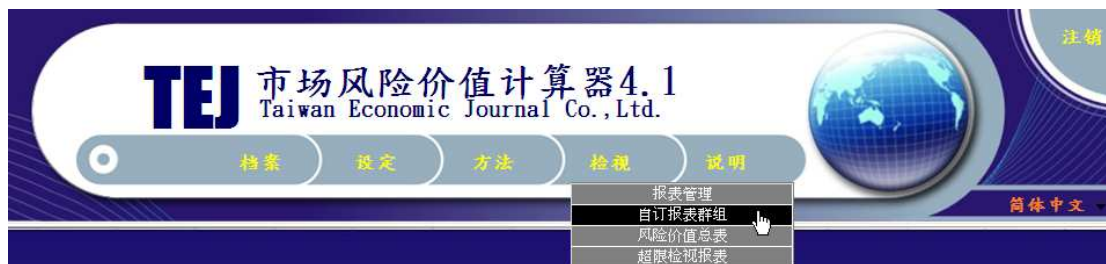 注销
TEJ 市场风险价值计算器4.1
Taiwan Economic Journal Co.,Ltd.
档案 设定 方法 检视 说明
报表管理
自订报表群组
简体中文
风险价值总表
超限检视报表